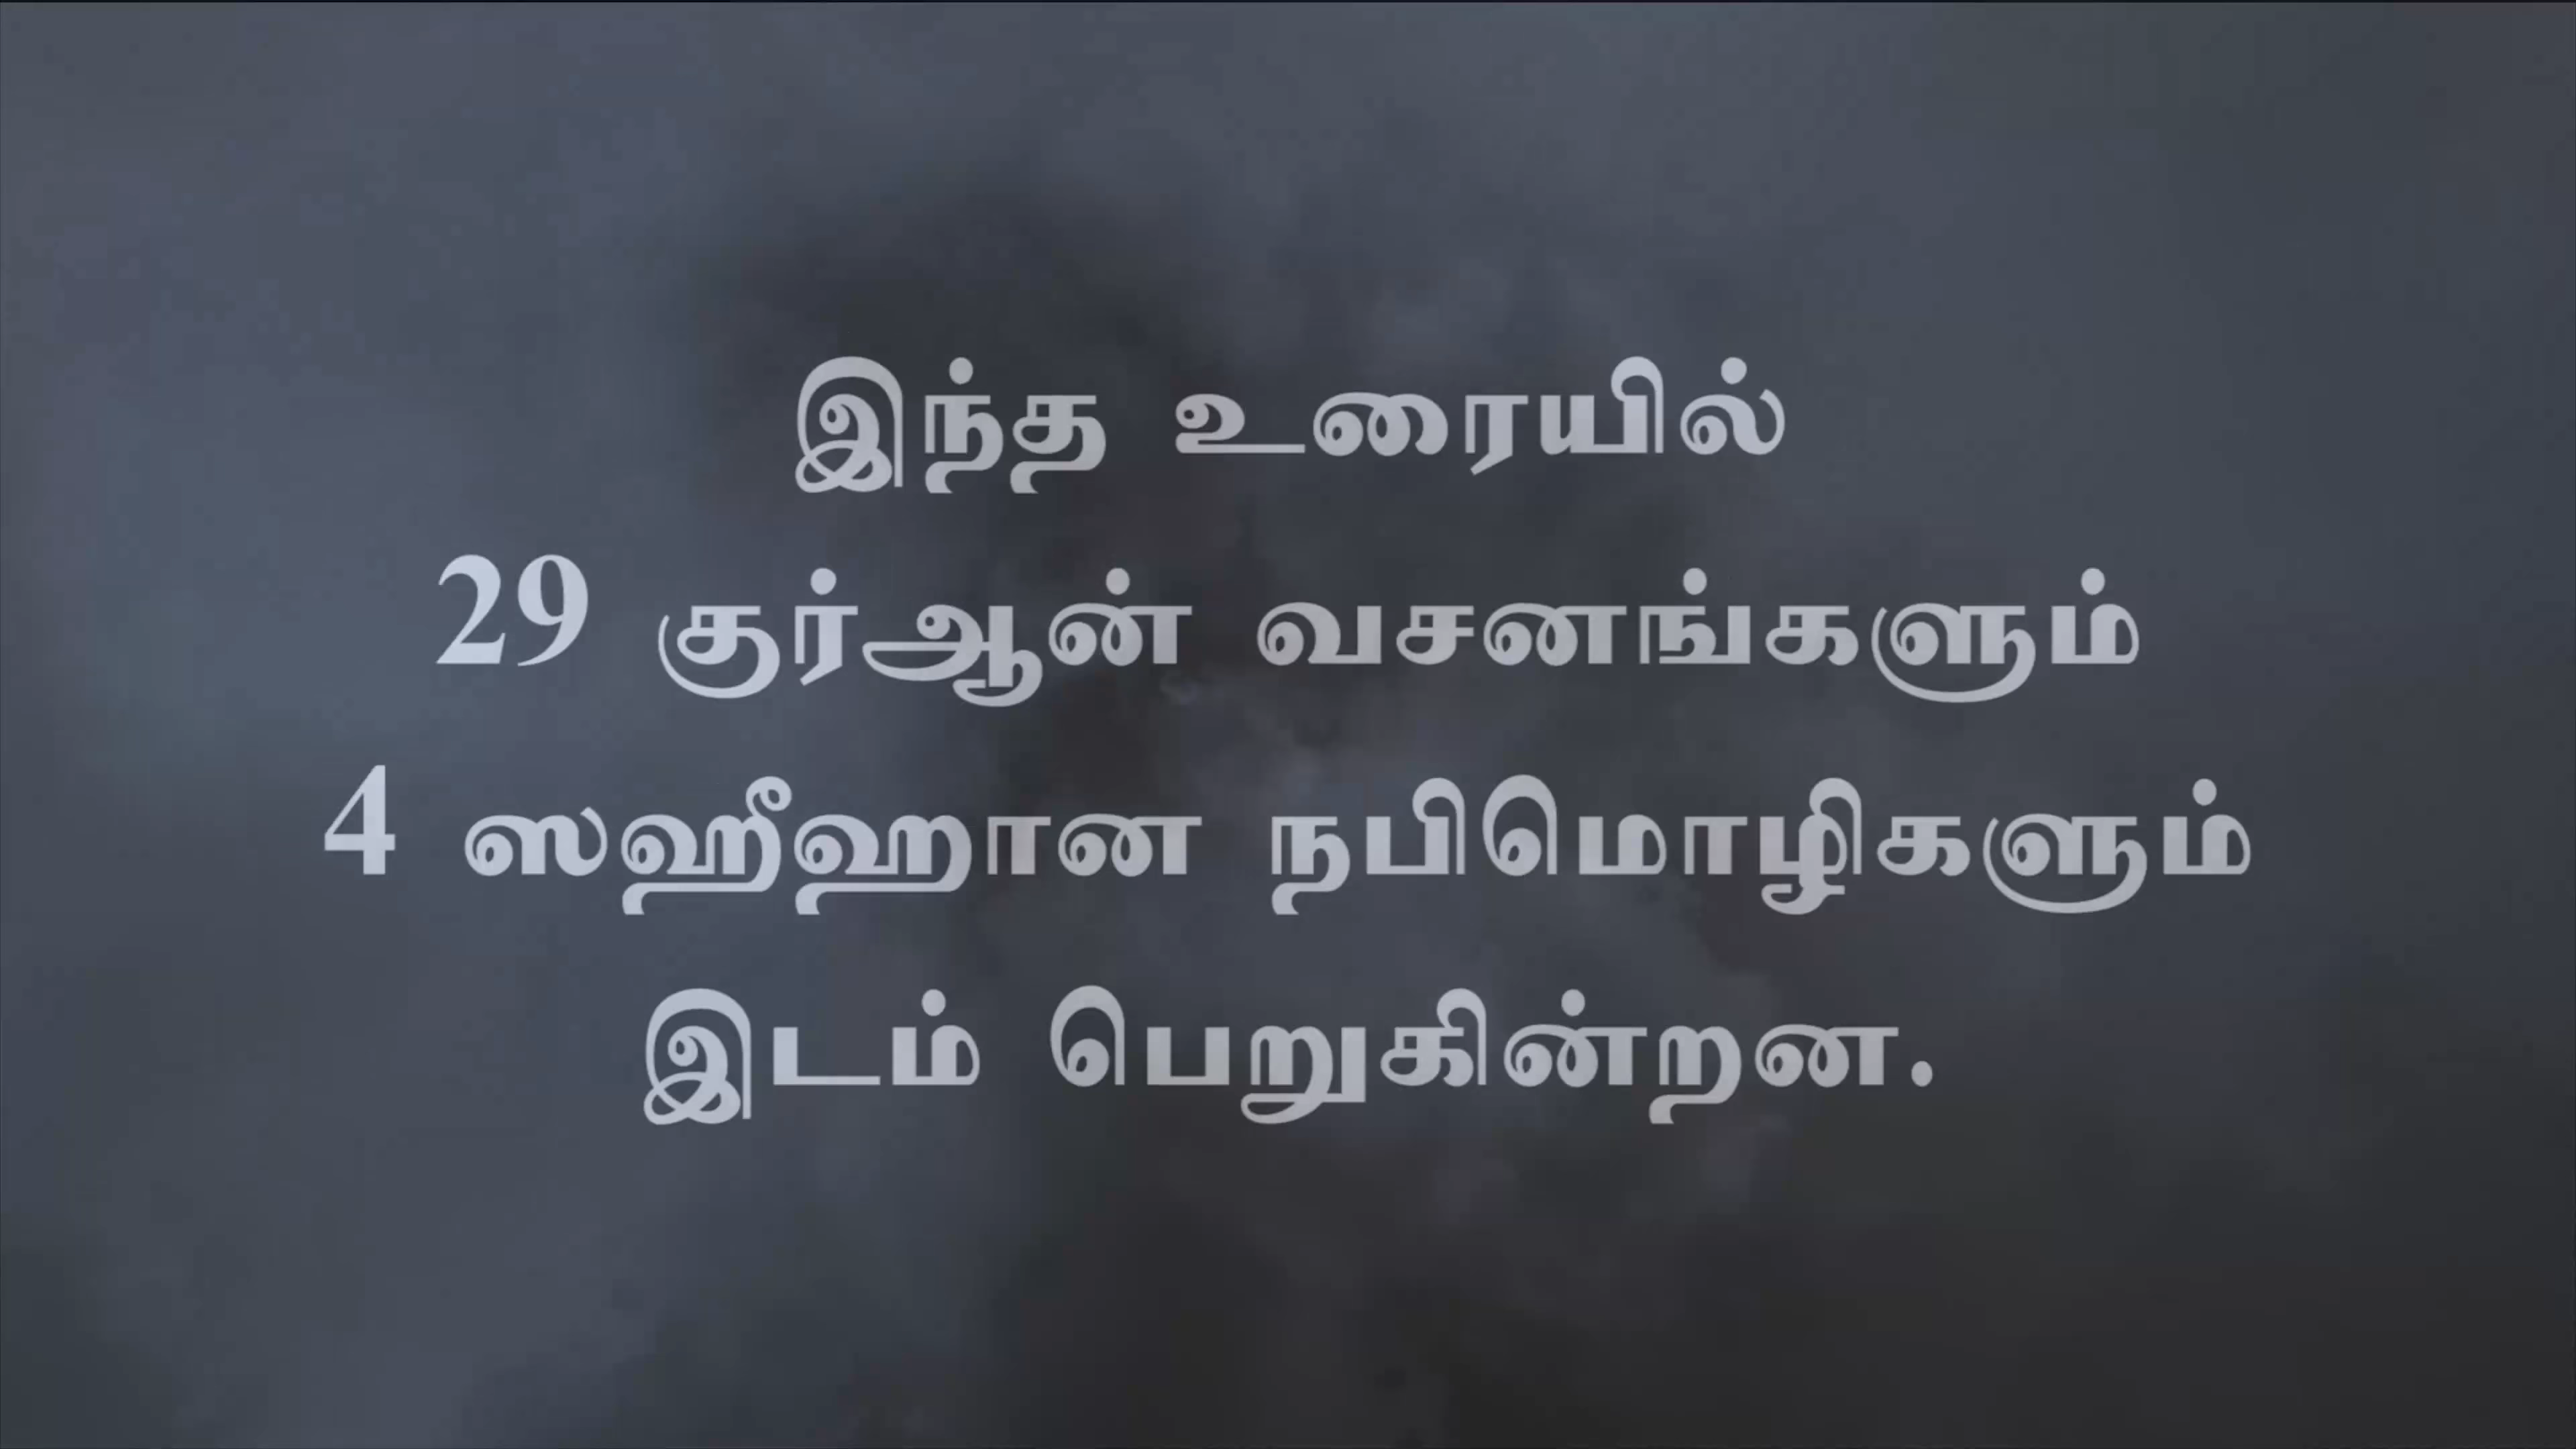 இந்த உரையில்
29 குர்ஆன் வசனங்களும்
4 ஸஹீஹான நபிமொழிகளும்
இடம் பெறுகின்றன.